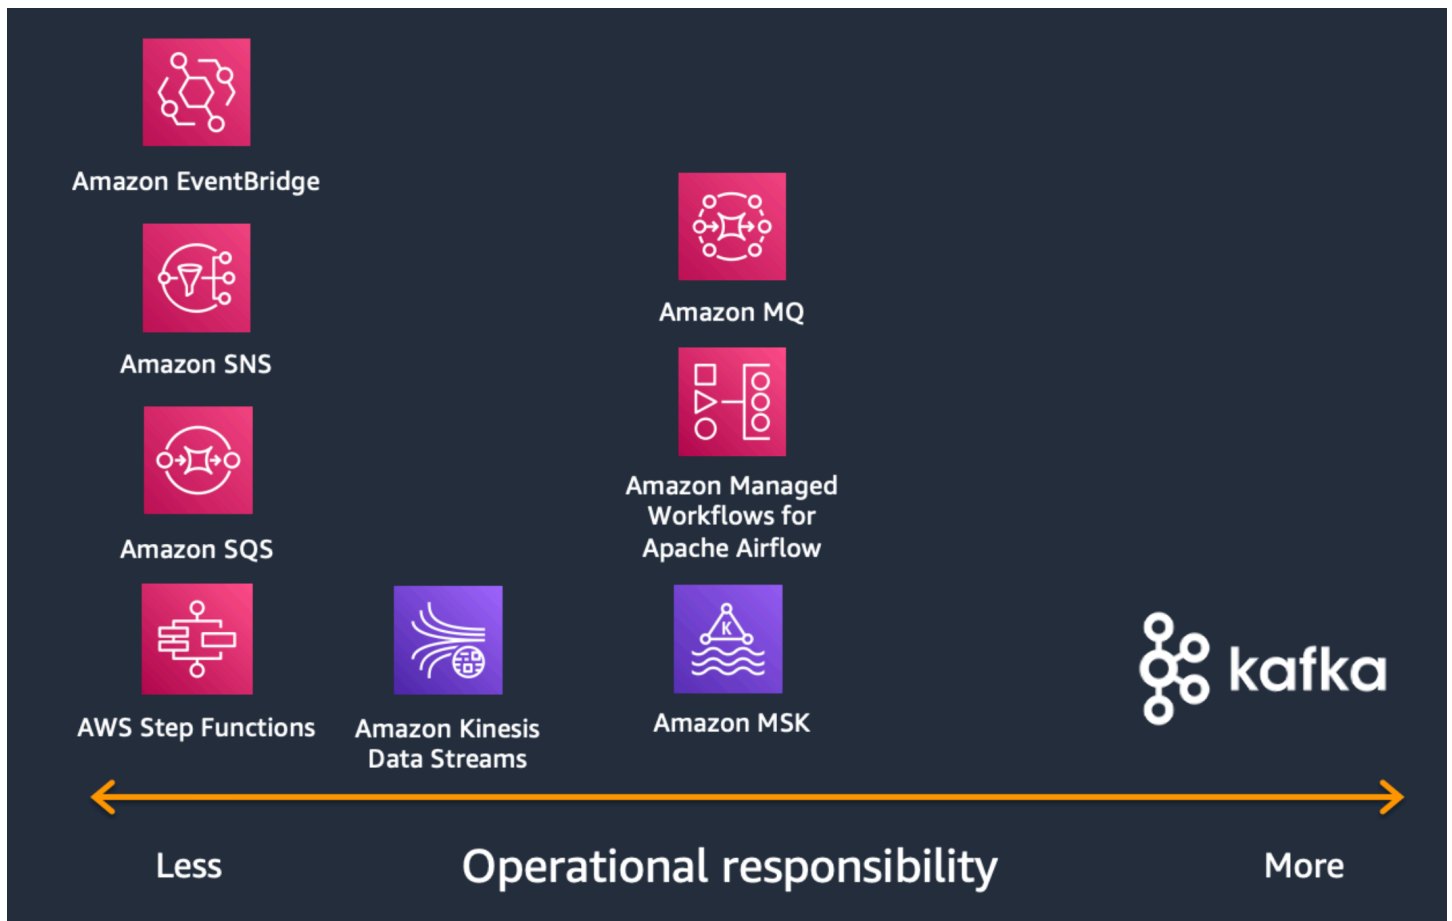 Amazon EventBridge
Amazon SNS
Amazon SQS
AWS Step Functions
Amazon Kinesis
Data Streams
Amazon MQ
Amazon Managed
Workflows for
Apache Airflow
K
Amazon MSK
kafka
Less
Operational responsibility
More